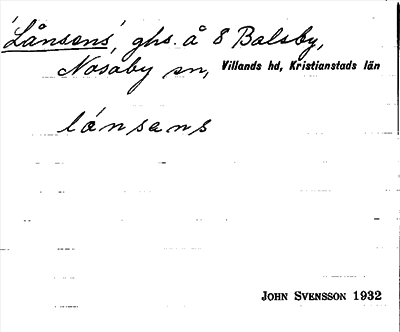 'Lånsens', ghs. å 8 Balsby,
Nosaby sn, Villands hd, Kristianstads län
lånsans
JOHN SVENSSON 1932